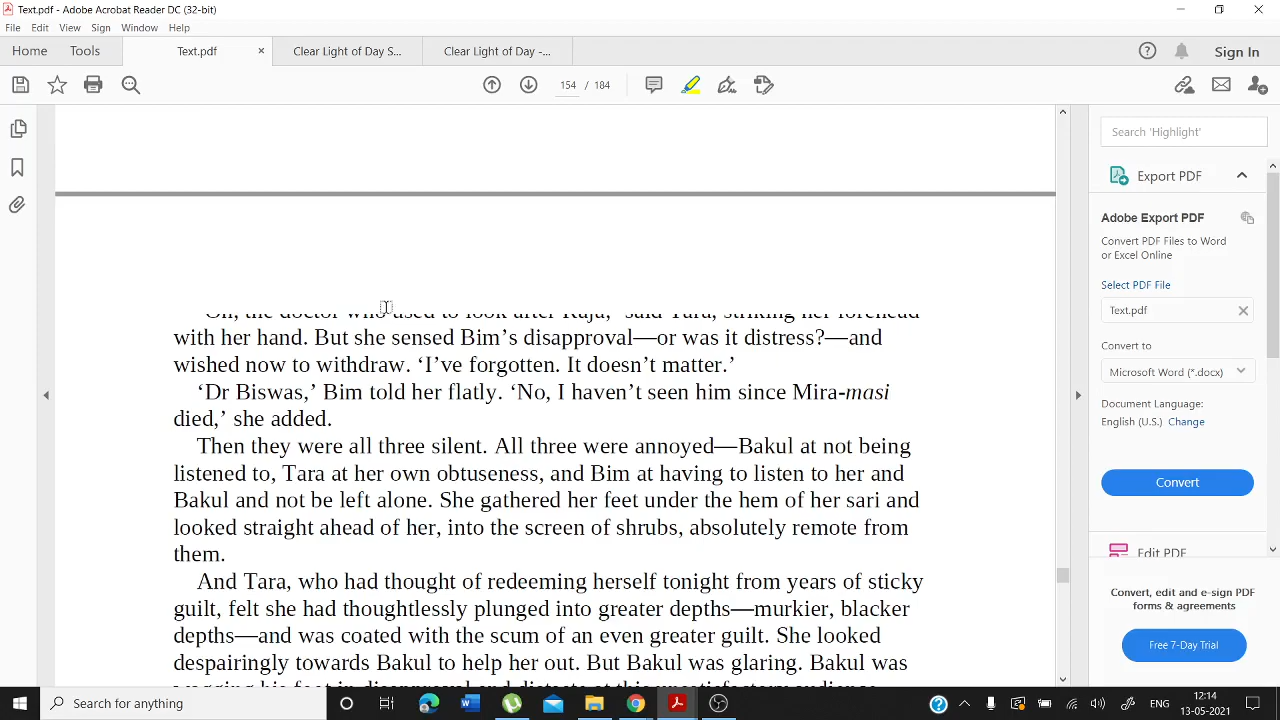 Text.pdf - Adobe Acrobat Reader DC (32-bit)
File Edit View Sign Window Help
Home Tools Text.pdf × Clear Light of Day S... Clear Light of Day -... Sign In
154 / 184
with her hand. But she sensed Bim’s disapproval—or was it distress?—and
wished now to withdraw. ‘I’ve forgotten. It doesn’t matter.’
‘Dr Biswas,’ Bim told her flatly. ‘No, I haven’t seen him since Mira-masi
died,’ she added.
Then they were all three silent. All three were annoyed—Bakul at not being
listened to, Tara at her own obtuseness, and Bim at having to listen to her and
Bakul and not be left alone. She gathered her feet under the hem of her sari and
looked straight ahead of her, into the screen of shrubs, absolutely remote from
them.
And Tara, who had thought of redeeming herself tonight from years of sticky
guilt, felt she had thoughtlessly plunged into greater depths—murkier, blacker
depths—and was coated with the scum of an even greater guilt. She looked
despairingly towards Bakul to help her out. But Bakul was glaring. Bakul was
Search 'Highlight'
Export PDF
Adobe Export PDF
Convert PDF Files to Word
or Excel Online
Select PDF File
Text.pdf
Convert to
Microsoft Word (*.docx)
Document Language:
English (U.S.) Change
Convert
Edit PDF
Convert, edit and e-sign PDF
forms & agreements
Free 7-Day Trial
Search for anything
ENG
12:14
13-05-2021